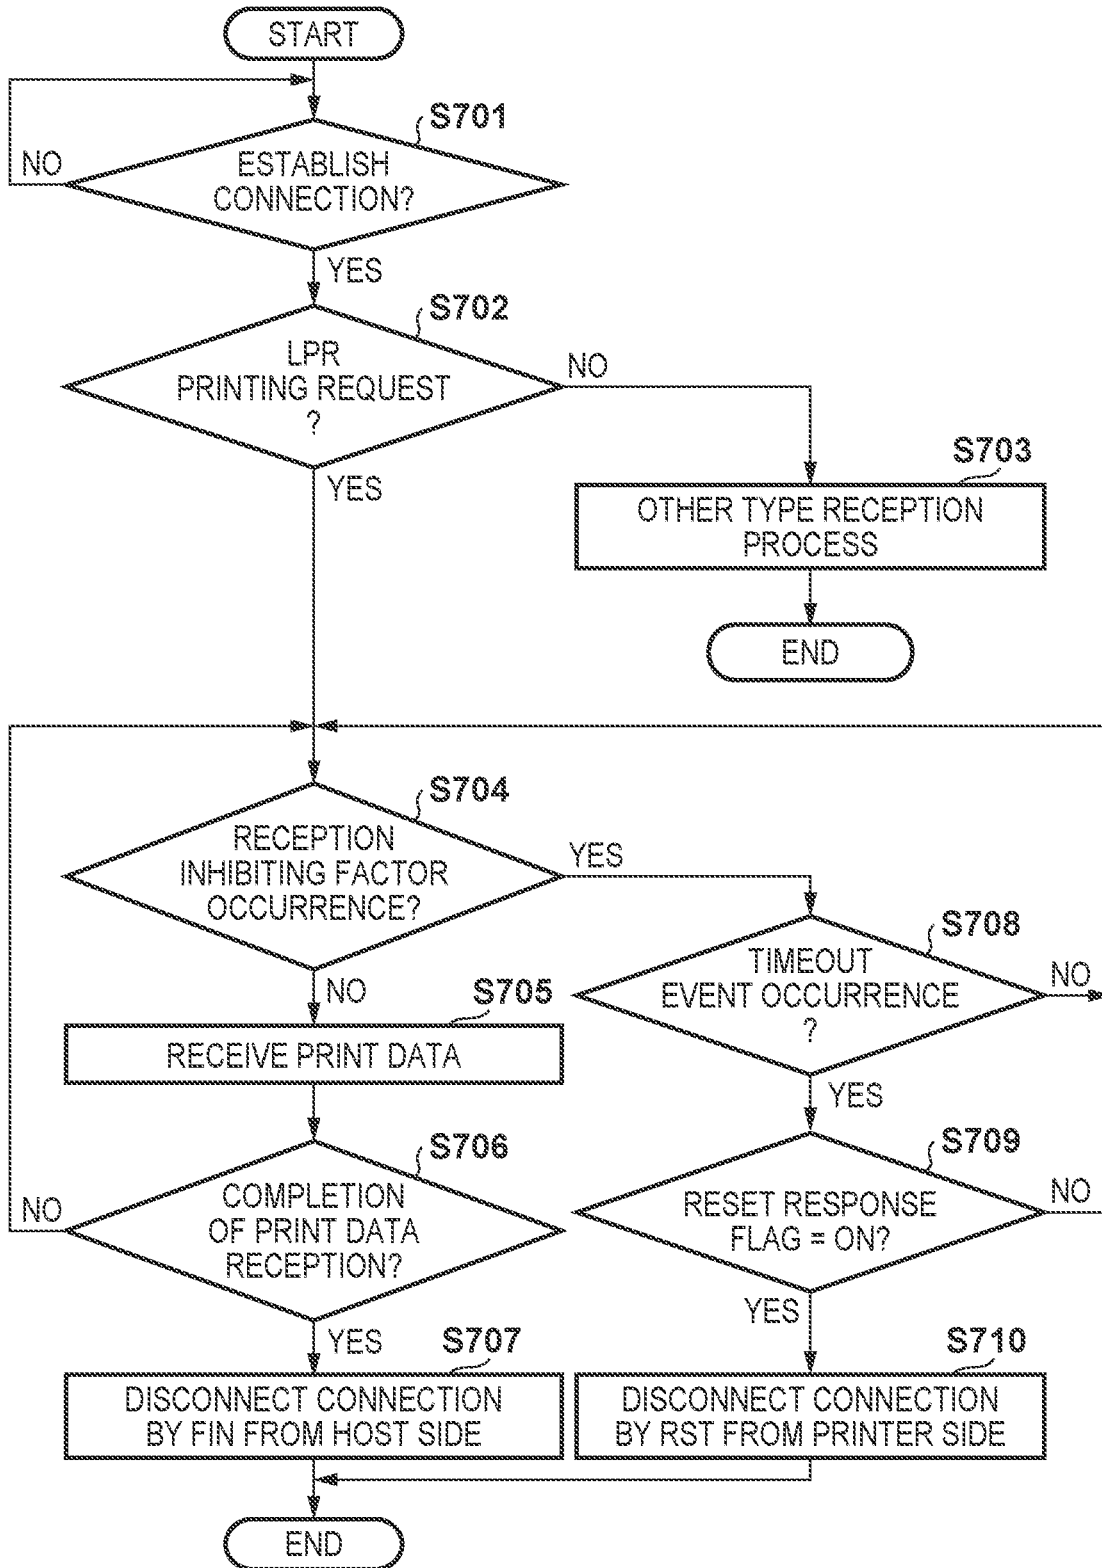 START
S701
NO
ESTABLISH
CONNECTION?
YES
S702
LPR
PRINTING REQUEST
?
NO
YES
S703
OTHER TYPE RECEPTION
PROCESS
END
S704
RECEPTION
INHIBITING FACTOR
OCCURRENCE?
YES
NO
S708
TIMEOUT
EVENT OCCURRENCE
?
NO
YES
S705
RECEIVE PRINT DATA
S706
COMPLETION
OF PRINT DATA
RECEPTION?
NO
YES
S709
RESET RESPONSE
FLAG = ON?
NO
YES
S707
DISCONNECT CONNECTION
BY FIN FROM HOST SIDE
S710
DISCONNECT CONNECTION
BY RST FROM PRINTER SIDE
END